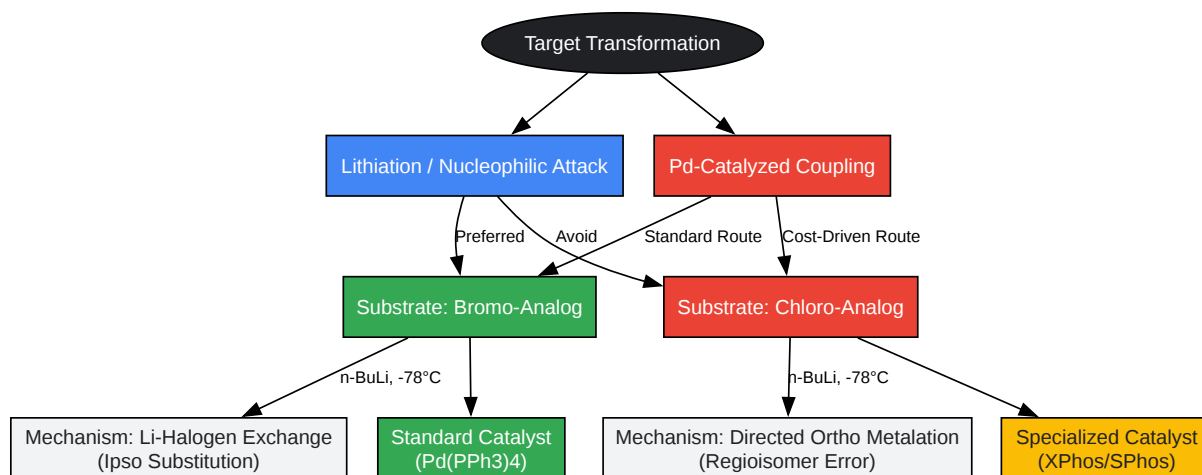 Target Transformation
Lithiation / Nucleophilic Attack
Pd-Catalyzed Coupling
Preferred
Avoid
Standard Route
Cost-Driven Route
Substrate: Bromo-Analog
Substrate: Chloro-Analog
n-BuLi, -78°C
n-BuLi, -78°C
Mechanism: Li-Halogen Exchange
(Ipso Substitution)
Standard Catalyst
(Pd(PPh3)4)
Mechanism: Directed Ortho Metalation
(Regioisomer Error)
Specialized Catalyst
(XPhos/SPhos)